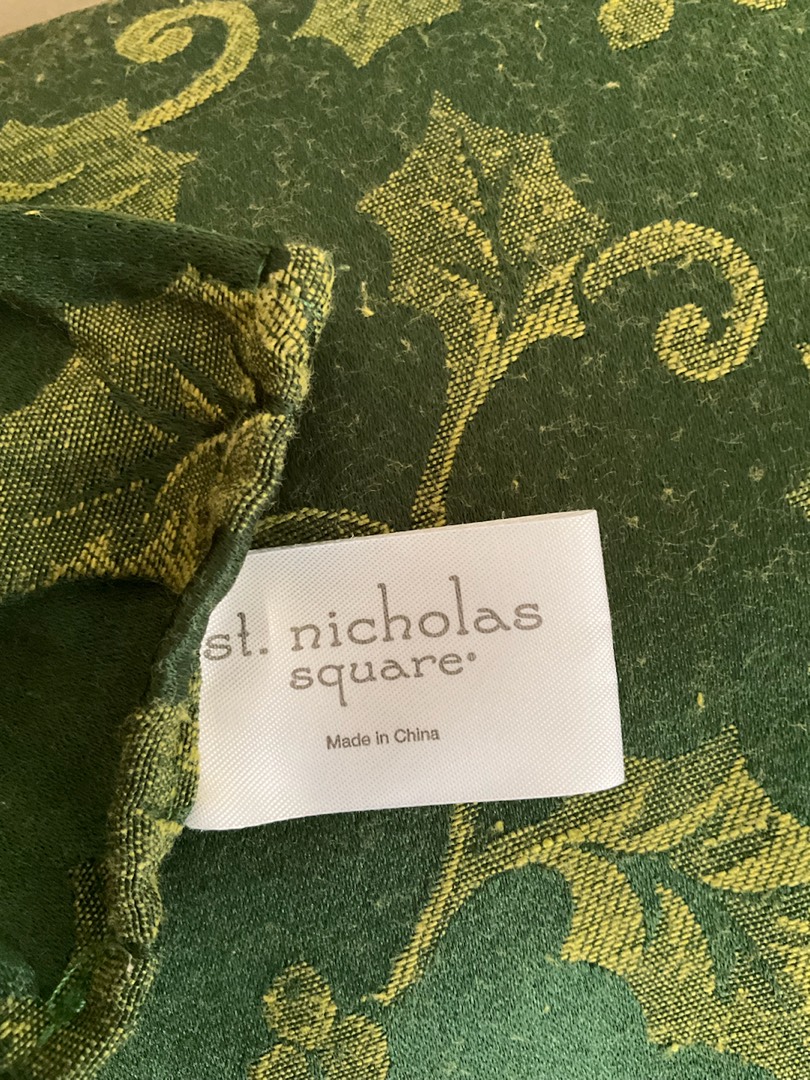 st. nicholas
square®
Made in China